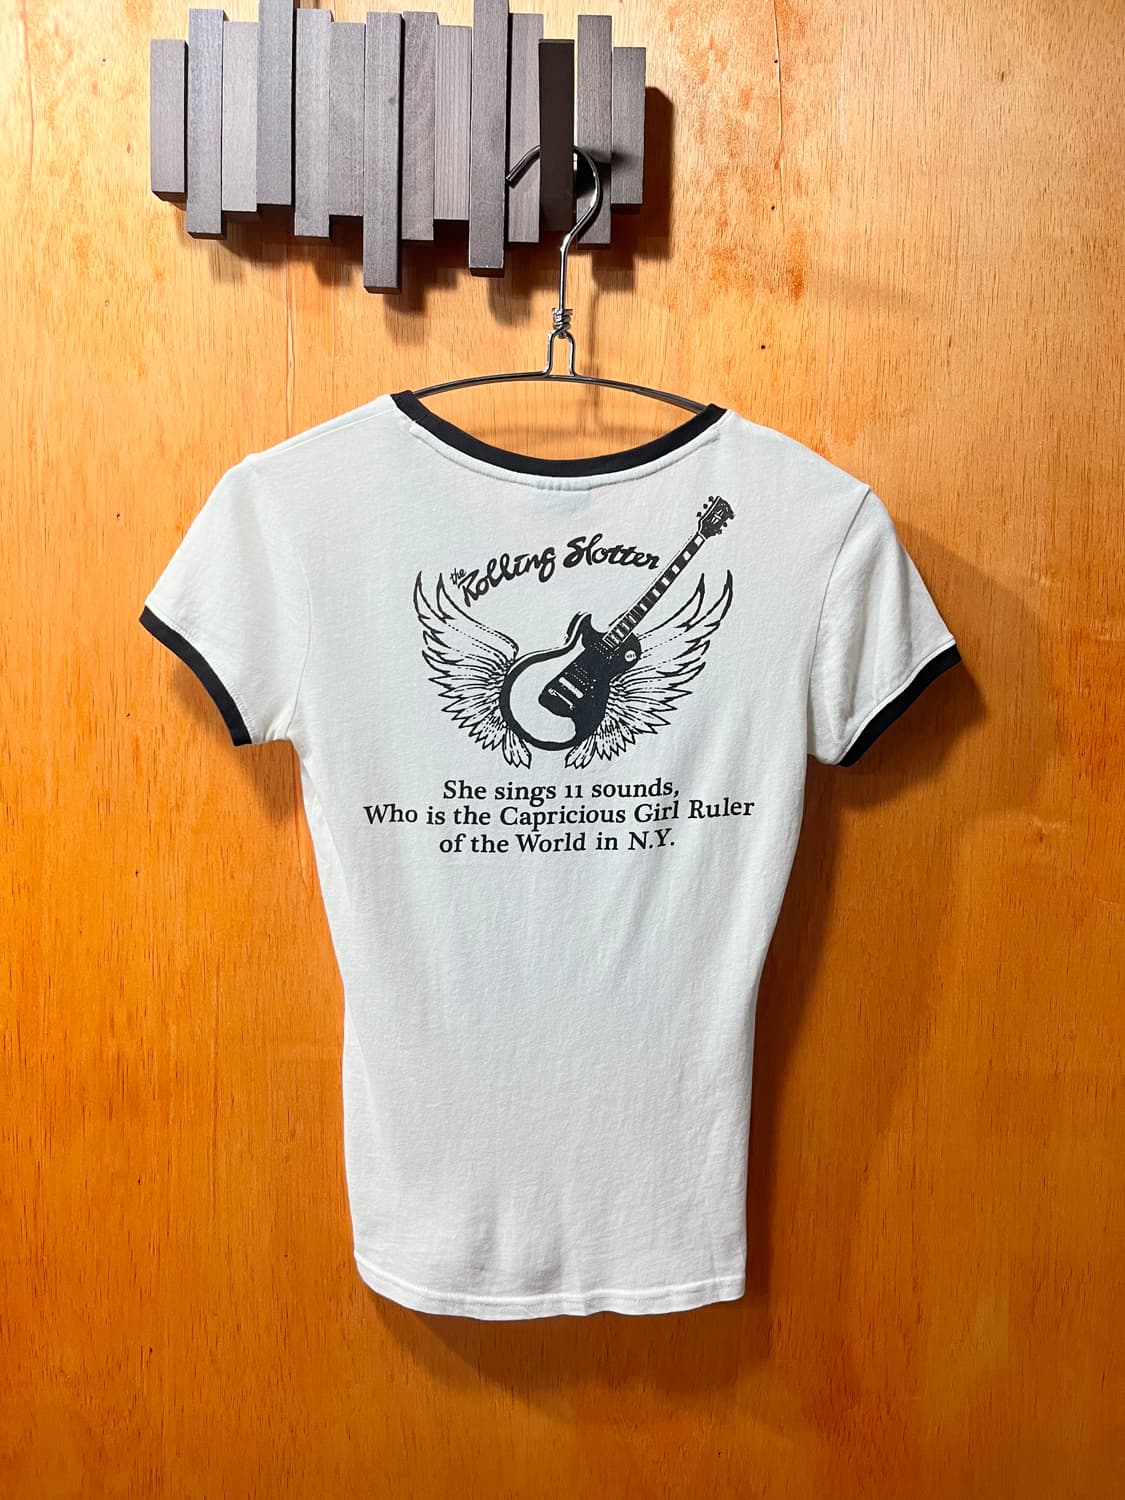 the Rolling Slotter
She sings 11 sounds,
Who is the Capricious Girl Ruler
of the World in N.Y.